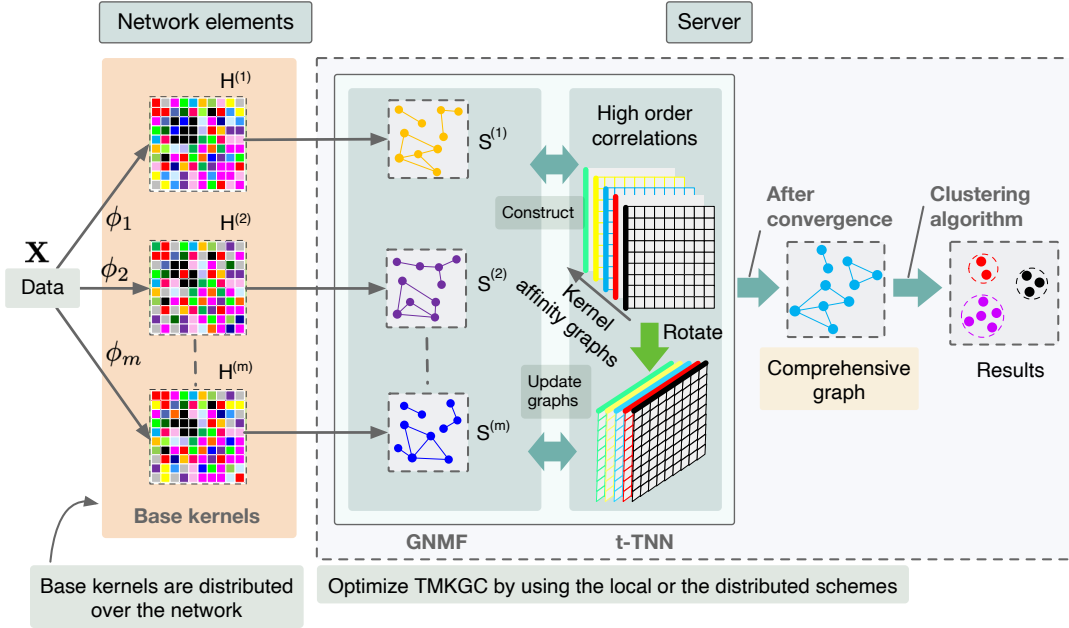 Network elements
Server
H(1)
H(2)
H(m)
X
Data
ϕ1
ϕ2
ϕm
Base kernels
Base kernels are distributed
over the network
S(1)
S(2)
S(m)
GNMF
High order
correlations
Construct
Kernel
affinity graphs
Rotate
Update
graphs
t-TNN
After
convergence
Comprehensive
graph
Clustering
algorithm
Results
Optimize TMKGC by using the local or the distributed schemes